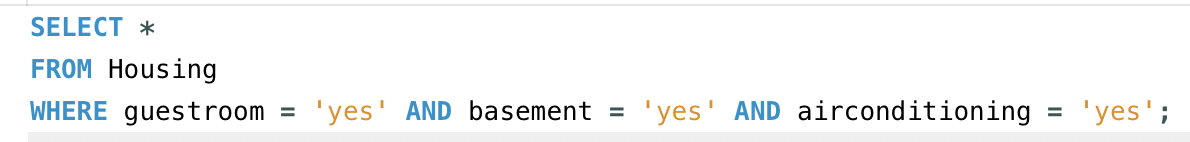 SELECT *
FROM Housing
WHERE guestroom = 'yes' AND basement = 'yes' AND airconditioning = 'yes';